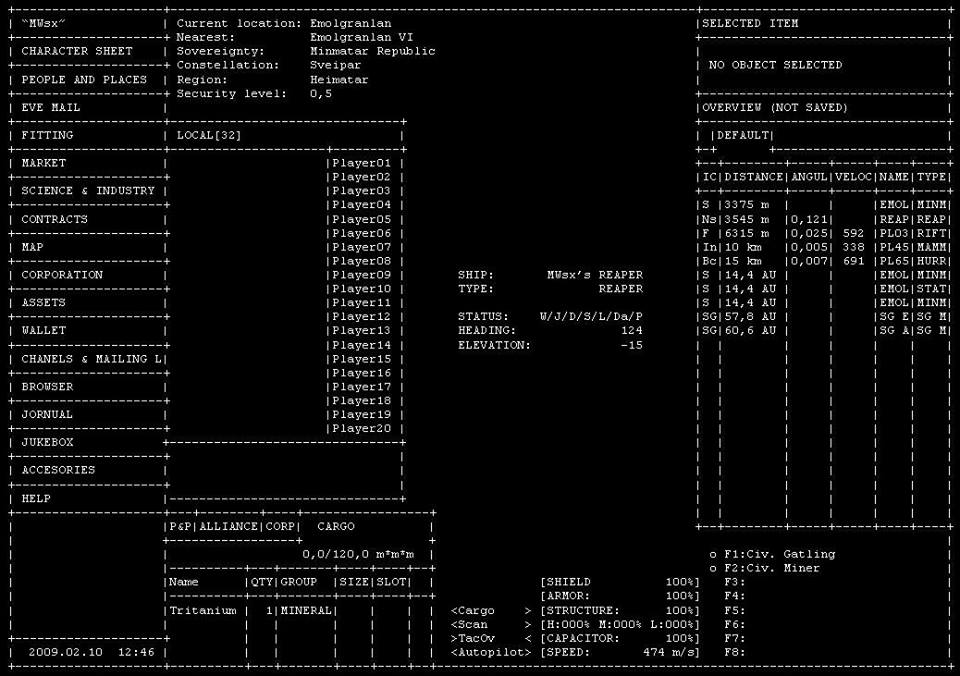 ~MWsx~
CHARACTER SHEET
PEOPLE AND PLACES
EVE MAIL
FITTING
MARKET
SCIENCE & INDUSTRY
CONTRACTS
MAP
CORPORATION
ASSETS
WALLET
CHANELS & MAILING L
BROWSER
JORNUAL
JUKEBOX
ACCESORIES
HELP
2009.02.10 12:46
Current location: Emolgranlan
Nearest: Emolgranlan VI
Sovereignty: Minmatar Republic
Constellation: Sveipar
Region: Heimatar
Security level: 0,5
LOCAL[32]
Player01
Player02
Player03
Player04
Player05
Player06
Player07
Player08
Player09
Player10
Player11
Player12
Player13
Player14
Player15
Player16
Player17
Player18
Player19
Player20
P&P|ALLIANCE|CORP| CARGO
0,0/120,0 m*m*m
Name |QTY|GROUP |SIZE|SLOT|
Tritanium | 1|MINERAL|
SHIP: MWsx's REAPER
TYPE: REAPER
STATUS: W/J/D/S/L/Da/P
HEADING: 124
ELEVATION: -15
[SHIELD 100%]
[ARMOR: 100%]
<Cargo > [STRUCTURE: 100%]
<Scan > [H:000% M:000% L:000%]
>TacOv < [CAPACITOR: 100%]
<Autopilot> [SPEED: 474 m/s]
SELECTED ITEM
NO OBJECT SELECTED
OVERVIEW (NOT SAVED)
|DEFAULT|
IC|DISTANCE|ANGUL|VELOC|NAME|TYPE|
S |3375 m | | |EMOL|MINM|
Ns|3545 m |0,121| |REAP|REAP|
F |6315 m |0,025| 592 |PL03|RIFT|
In|10 km |0,005| 338 |PL45|MAMM|
Bc|15 km |0,007| 691 |PL65|HURR|
S |14,4 AU | | |EMOL|MINM|
S |14,4 AU | | |EMOL|STAT|
S |14,4 AU | | |EMOL|MINM|
SG|57,8 AU | | |SG E|SG M|
SG|60,6 AU | | |SG A|SG M|
o F1:Civ. Gatling
o F2:Civ. Miner
F3:
F4:
F5:
F6:
F7:
F8: